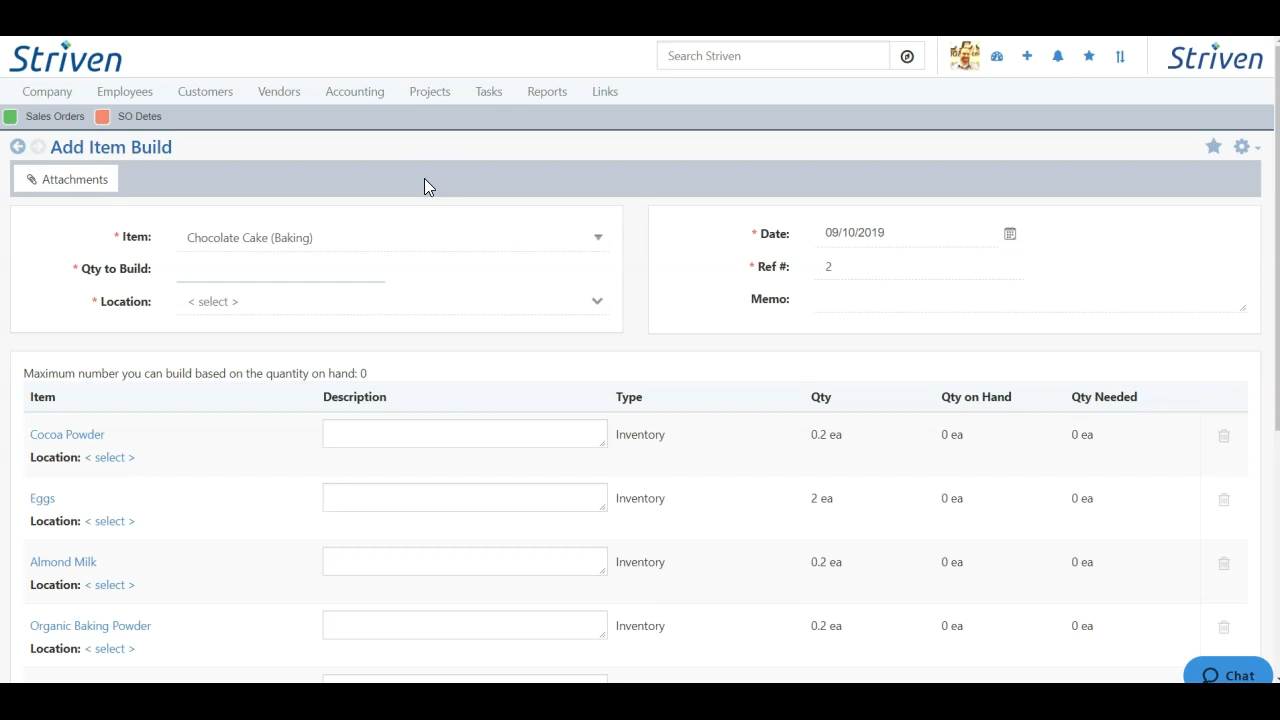 Striven
Search Striven
Striven
Company Employees Customers Vendors Accounting Projects Tasks Reports Links
Sales Orders SO Detes
Add Item Build
Attachments
* Item: Chocolate Cake (Baking)
* Qty to Build:
* Location: < select >
* Date: 09/10/2019
* Ref #: 2
Memo:
Maximum number you can build based on the quantity on hand: 0
Item Description Type Qty Qty on Hand Qty Needed
Cocoa Powder Inventory 0.2 ea 0 ea 0 ea
Location: < select >
Eggs Inventory 2 ea 0 ea 0 ea
Location: < select >
Almond Milk Inventory 0.2 ea 0 ea 0 ea
Location: < select >
Organic Baking Powder Inventory 0.2 ea 0 ea 0 ea
Location: < select >
Chat